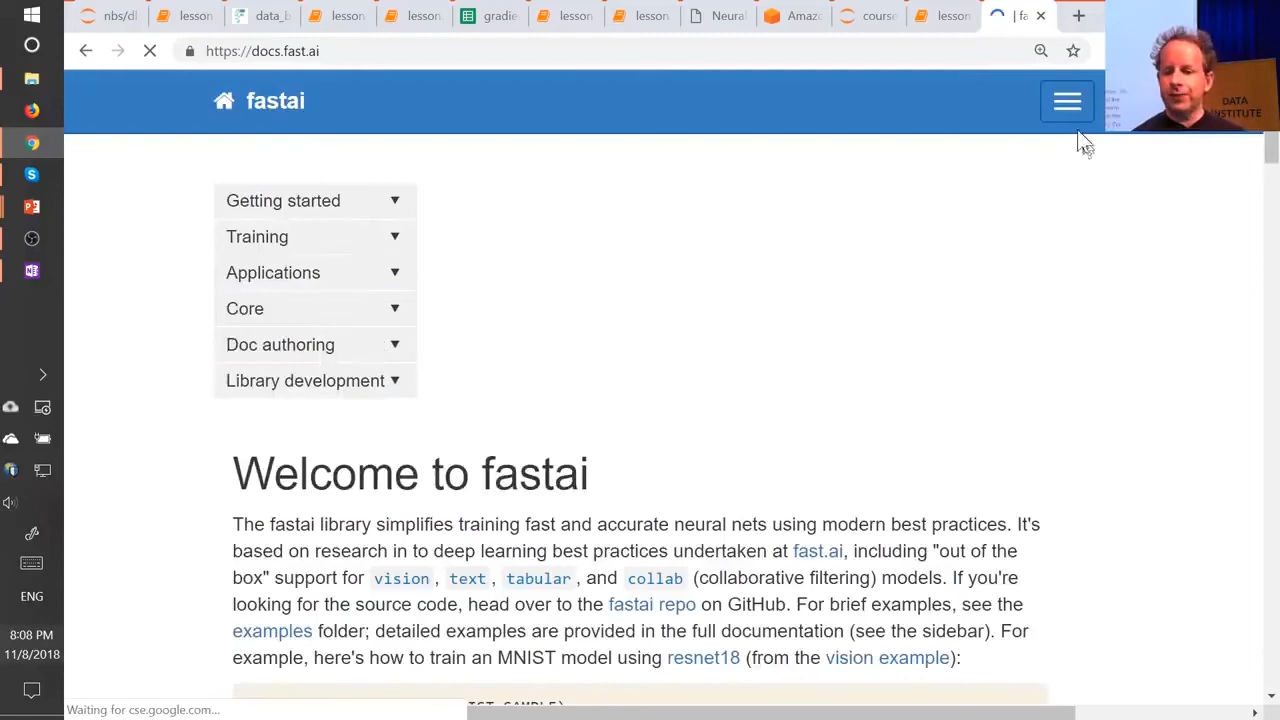 nbs/dl
lesson
data_b
lesson
lesson
gradie
lesson
lesson
Neural
Amazo
course
lesson
| fa
https://docs.fast.ai
fastai
DATA
INSTITUTE
Getting started
Training
Applications
Core
Doc authoring
Library development
Welcome to fastai
The fastai library simplifies training fast and accurate neural nets using modern best practices. It's
based on research in to deep learning best practices undertaken at fast.ai, including "out of the
box" support for vision, text, tabular, and collab (collaborative filtering) models. If you're
looking for the source code, head over to the fastai repo on GitHub. For brief examples, see the
examples folder; detailed examples are provided in the full documentation (see the sidebar). For
example, here's how to train an MNIST model using resnet18 (from the vision example):
Waiting for cse.google.com...
ENG
8:08 PM
11/8/2018